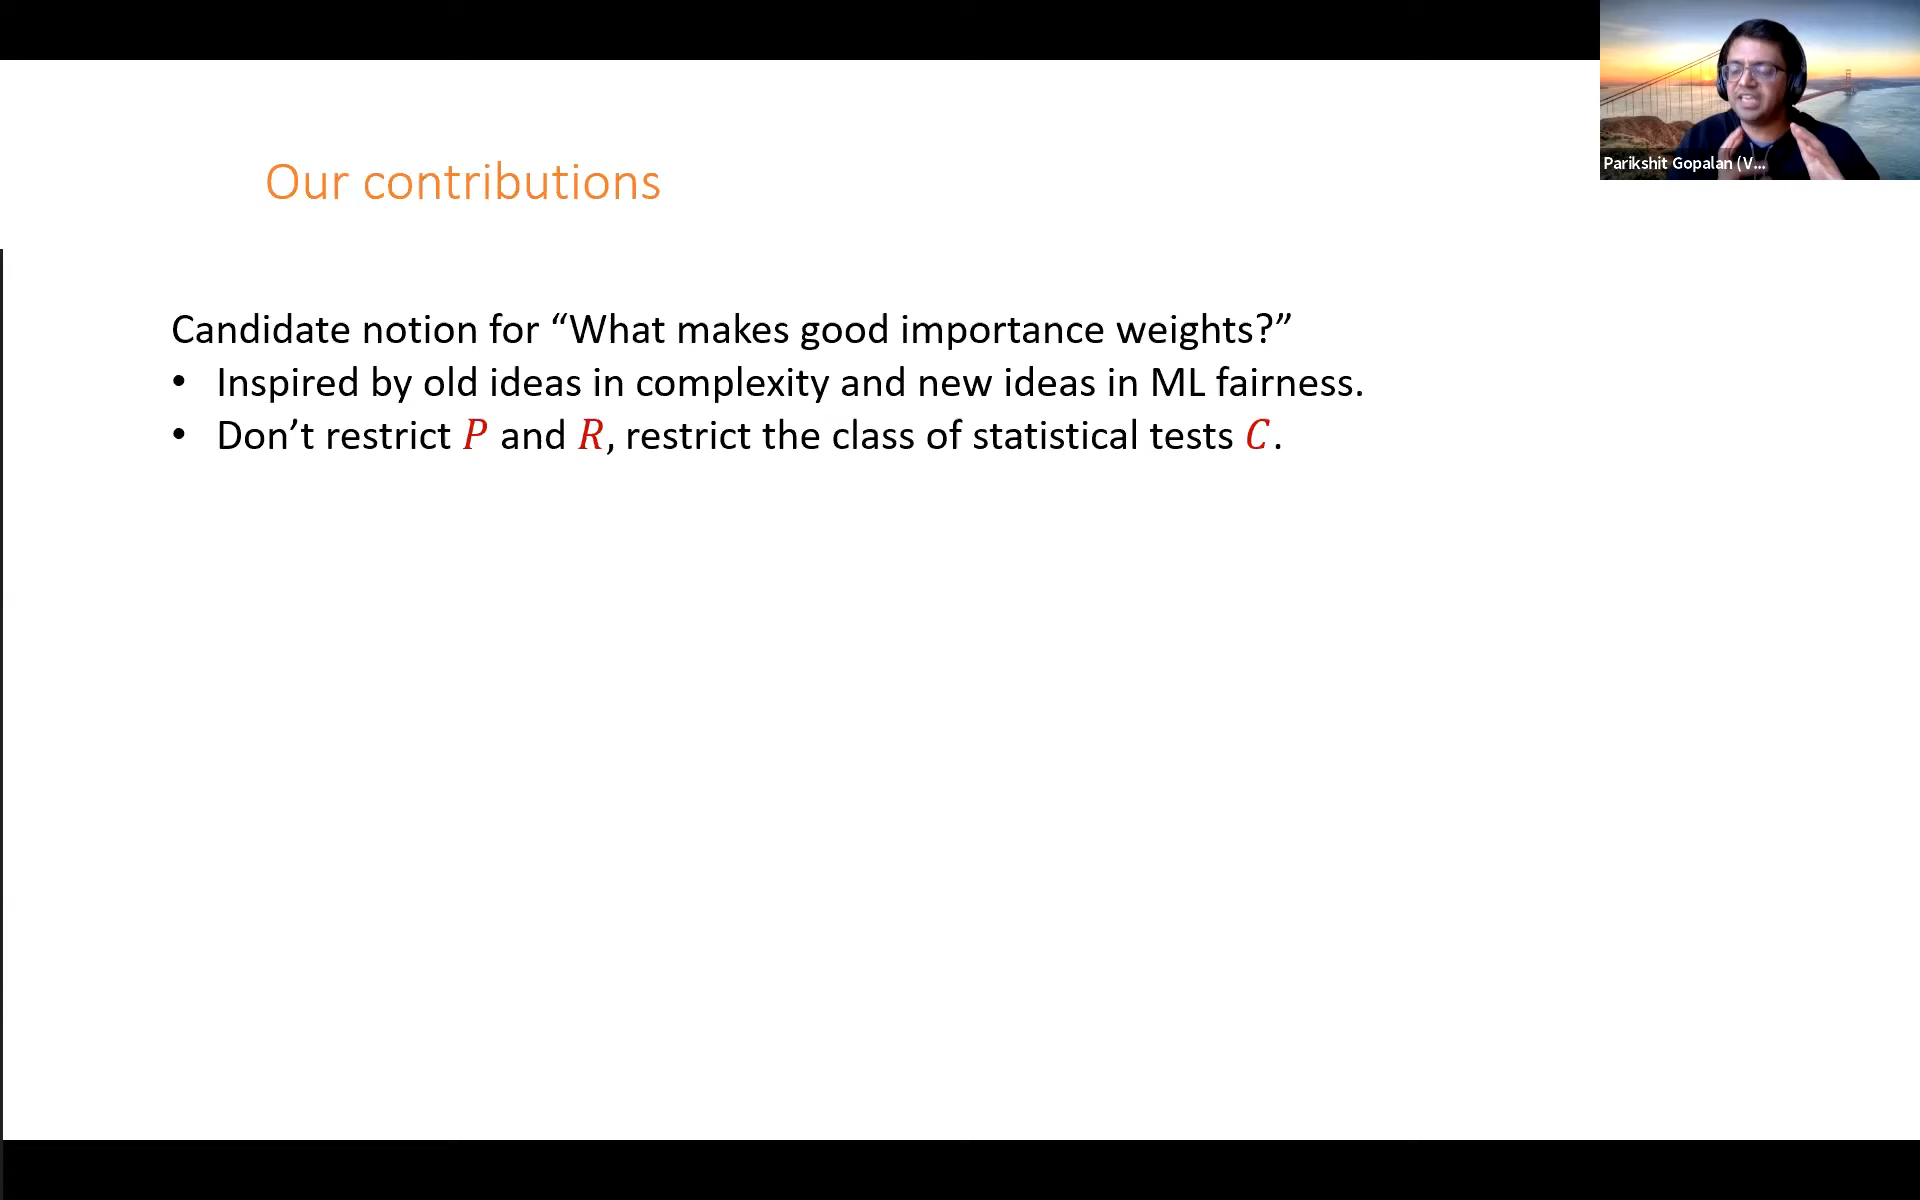 Parikshit Gopalan (V...
Our contributions
Candidate notion for “What makes good importance weights?”
• Inspired by old ideas in complexity and new ideas in ML fairness.
• Don’t restrict P and R, restrict the class of statistical tests C.